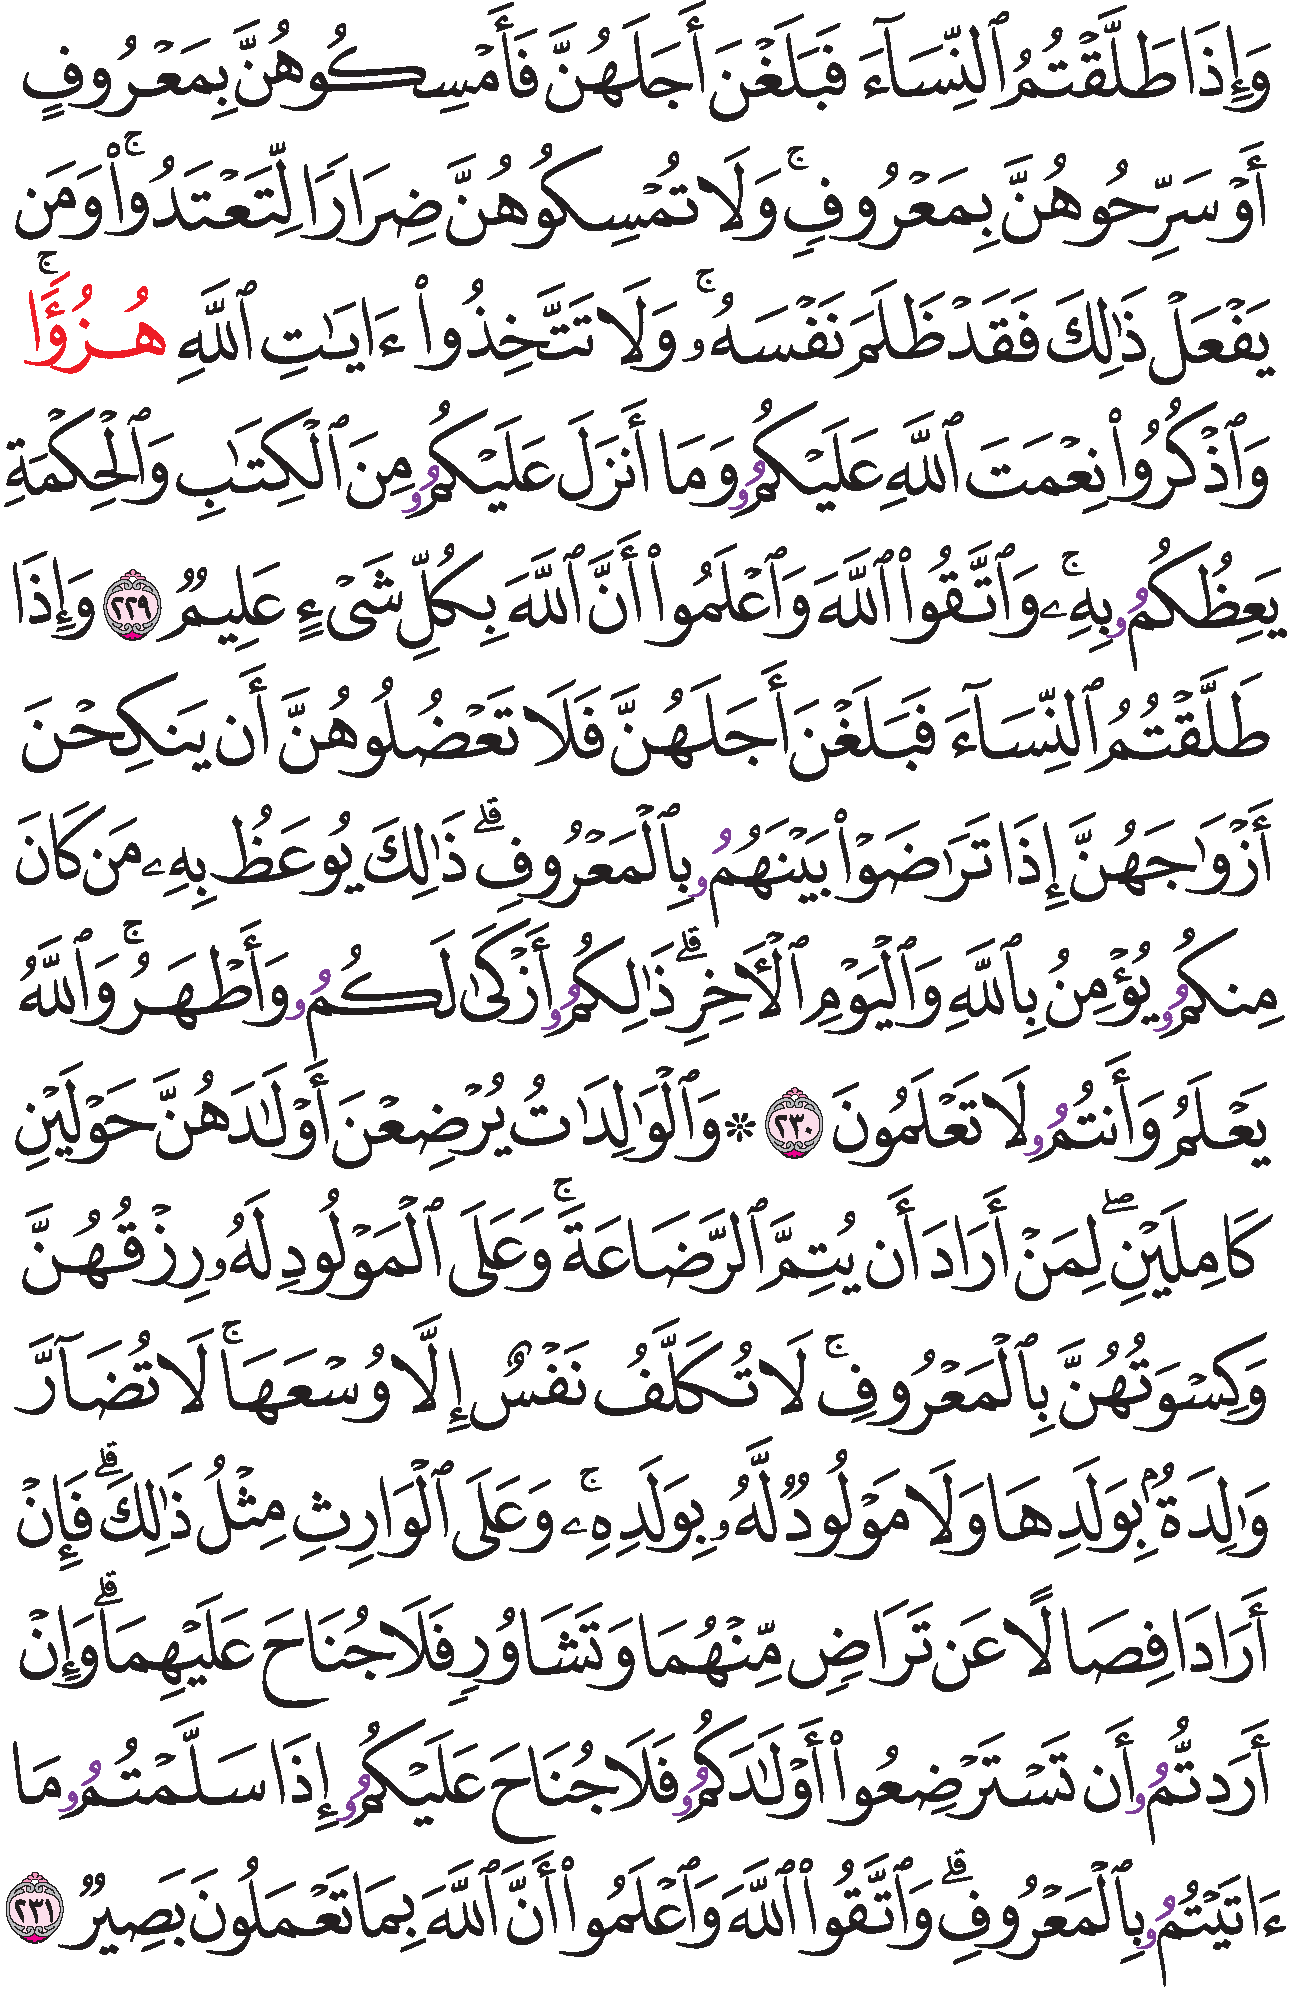 وَإِذَا طَلَّقْتُمُ ٱلنِّسَآءَ فَبَلَغْنَ أَجَلَهُنَّ فَأَمْسِكُوهُنَّ بِمَعْرُوفٍ
أَوْ سَرِّحُوهُنَّ بِمَعْرُوفٍۚ وَلَا تُمْسِكُوهُنَّ ضِرَارًا لِّتَعْتَدُوا۟ۚ وَمَن
يَفْعَلْ ذَٰلِكَ فَقَدْ ظَلَمَ نَفْسَهُۥۚ وَلَا تَتَّخِذُوٓا۟ ءَايَٰتِ ٱللَّهِ هُزُؤًاۚ
وَٱذْكُرُوا۟ نِعْمَتَ ٱللَّهِ عَلَيْكُمُۥ وَمَا أَنزَلَ عَلَيْكُمُۥ مِنَ ٱلْكِتَٰبِ وَٱلْحِكْمَةِ
يَعِظُكُمُۥ بِهِۦۚ وَٱتَّقُوا۟ ٱللَّهَ وَٱعْلَمُوا۟ أَنَّ ٱللَّهَ بِكُلِّ شَىْءٍ عَلِيمٌ ٢٢٩ وَإِذَا
طَلَّقْتُمُ ٱلنِّسَآءَ فَبَلَغْنَ أَجَلَهُنَّ فَلَا تَعْضُلُوهُنَّ أَن يَنكِحْنَ
أَزْوَٰجَهُنَّ إِذَا تَرَٰضَوْا۟ بَيْنَهُمُۥ بِٱلْمَعْرُوفِۗ ذَٰلِكَ يُوعَظُ بِهِۦ مَن كَانَ
مِنكُمُۥ يُؤْمِنُ بِٱللَّهِ وَٱلْيَوْمِ ٱلْأَخِرِۗ ذَٰلِكُمُۥ أَزْكَىٰ لَكُمُۥ وَأَطْهَرُۚ وَٱللَّهُ
يَعْلَمُ وَأَنتُمُۥ لَا تَعْلَمُونَ ٢٣٠ ۞ وَٱلْوَٰلِدَٰتُ يُرْضِعْنَ أَوْلَٰدَهُنَّ حَوْلَيْنِ
كَامِلَيْنِۖ لِمَنْ أَرَادَ أَن يُتِمَّ ٱلرَّضَاعَةَۚ وَعَلَى ٱلْمَوْلُودِ لَهُۥ رِزْقُهُنَّ
وَكِسْوَتُهُنَّ بِٱلْمَعْرُوفِۚ لَا تُكَلَّفُ نَفْسٌ إِلَّا وُسْعَهَاۚ لَا تُضَآرَّ
وَٰلِدَةٌۢ بِوَلَدِهَا وَلَا مَوْلُودٌ لَّهُۥ بِوَلَدِهِۦۚ وَعَلَى ٱلْوَارِثِ مِثْلُ ذَٰلِكَۗ فَإِنْ
أَرَادَا فِصَالًا عَن تَرَاضٍ مِّنْهُمَا وَتَشَاوُرٍ فَلَا جُنَاحَ عَلَيْهِمَاۗ وَإِنْ
أَرَدتُّمُۥ أَن تَسْتَرْضِعُوا۟ أَوْلَٰدَكُمُۥ فَلَا جُنَاحَ عَلَيْكُمُۥ إِذَا سَلَّمْتُمُۥ مَا
ءَاتَيْتُمُۥ بِٱلْمَعْرُوفِۗ وَٱتَّقُوا۟ ٱللَّهَ وَٱعْلَمُوا۟ أَنَّ ٱللَّهَ بِمَا تَعْمَلُونَ بَصِيرٌ ٢٣١